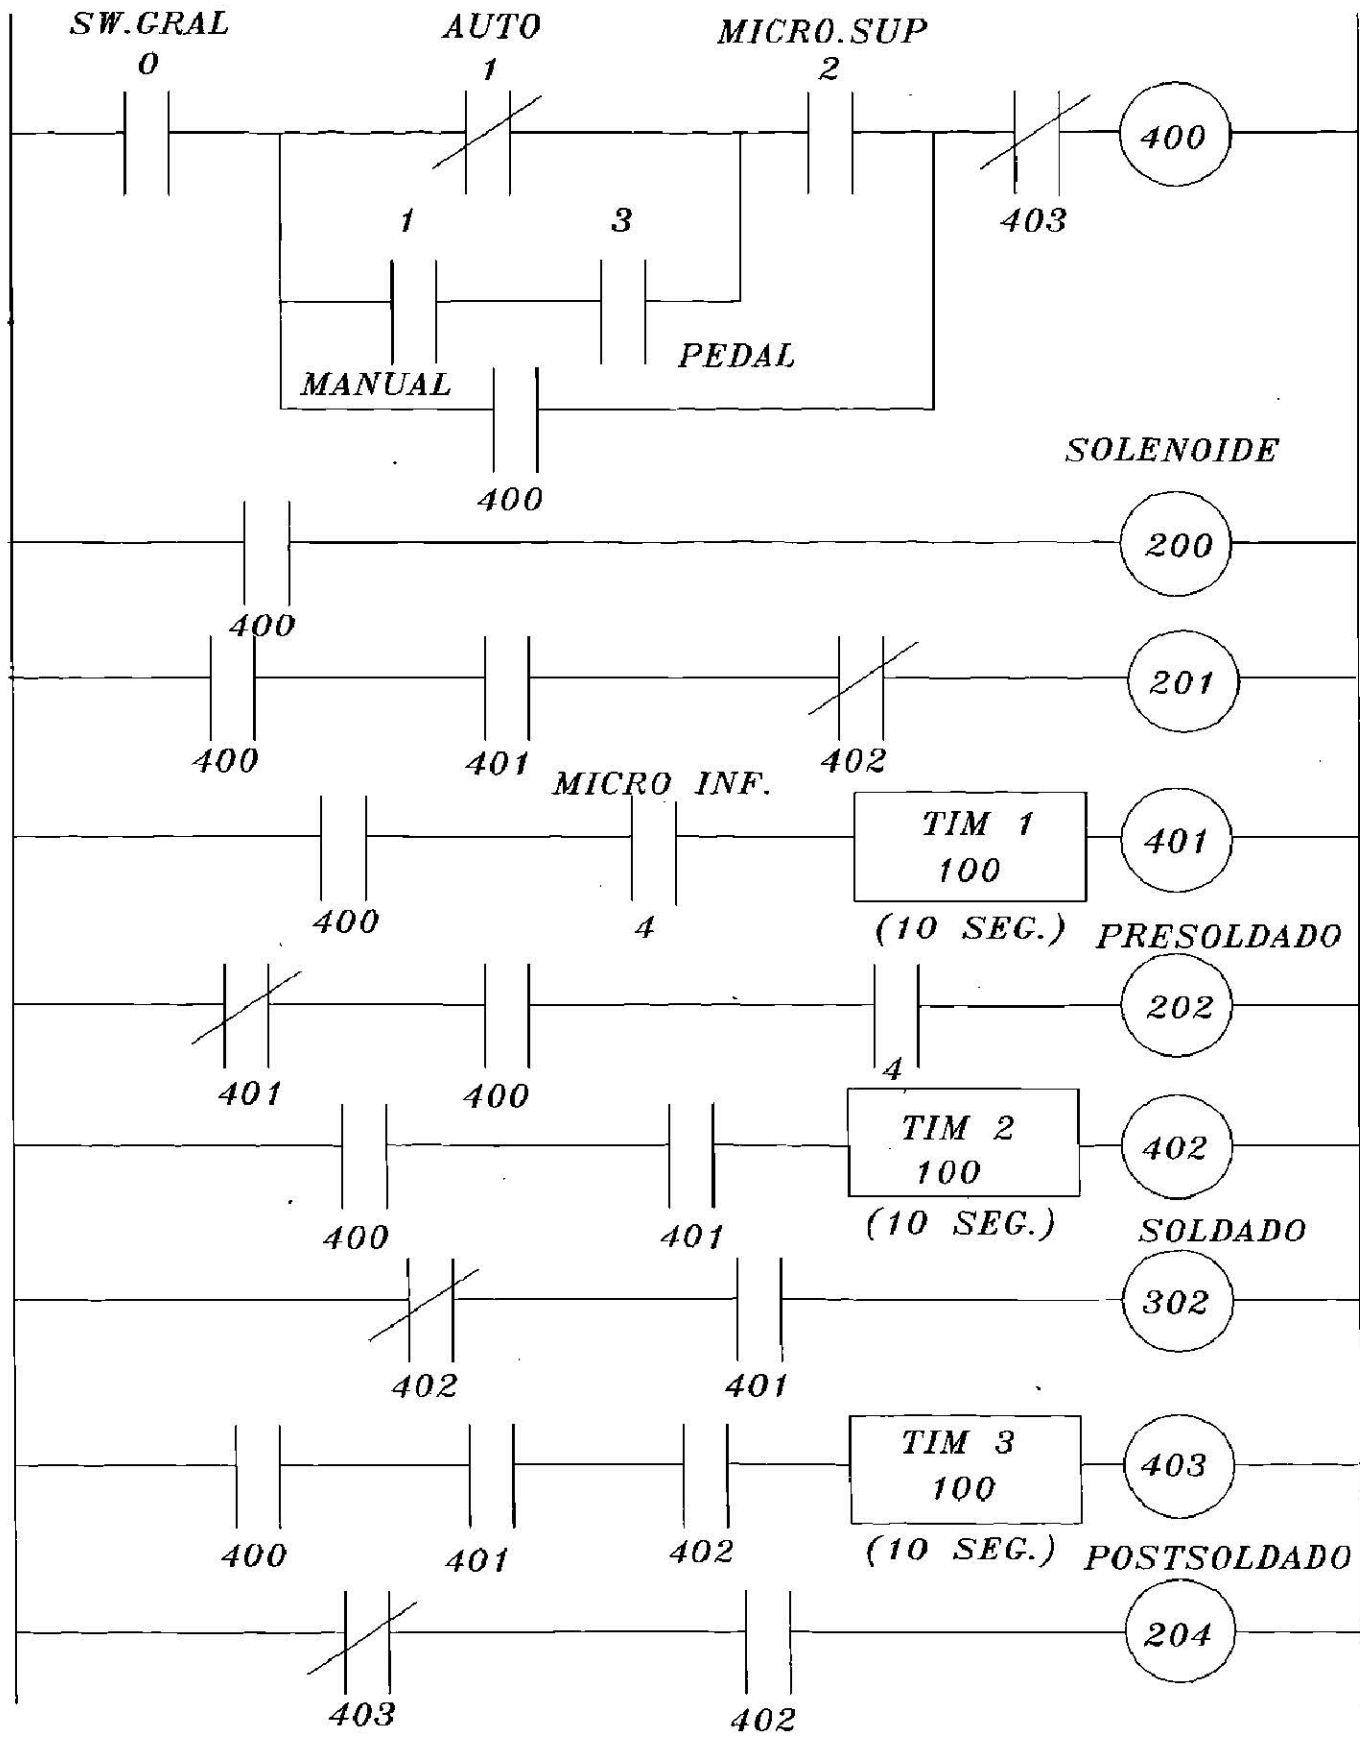 SW.GRAL AUTO MICRO.SUP
0 1 2
400
1 3 403
PEDAL
MANUAL
SOLENOIDE
400
200
400
201
400 401 402
MICRO INF.
TIM 1
100
401
400 4 (10 SEG.) PRESOLDADO
202
4
401 400
TIM 2
100
402
400 401 (10 SEG.) SOLDADO
302
402 401
TIM 3
100
403
400 401 402 (10 SEG.) POSTSOLDADO
204
403 402